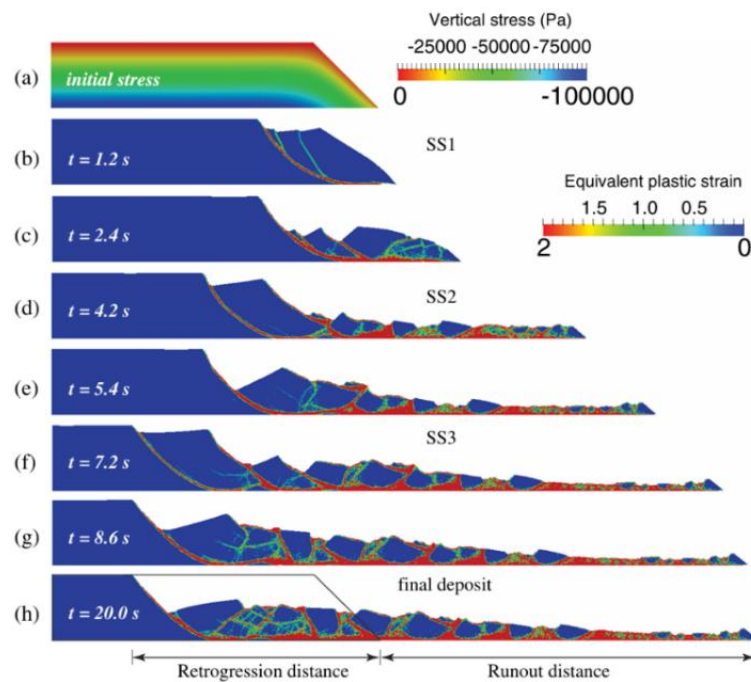 Vertical stress (Pa)
-25000 -50000 -75000
0 -100000
(a) initial stress
(b) t = 1.2 s SS1
Equivalent plastic strain
1.5 1.0 0.5
2 0
(c) t = 2.4 s
(d) t = 4.2 s SS2
(e) t = 5.4 s
(f) t = 7.2 s SS3
(g) t = 8.6 s
(h) t = 20.0 s final deposit
Retrogression distance Runout distance